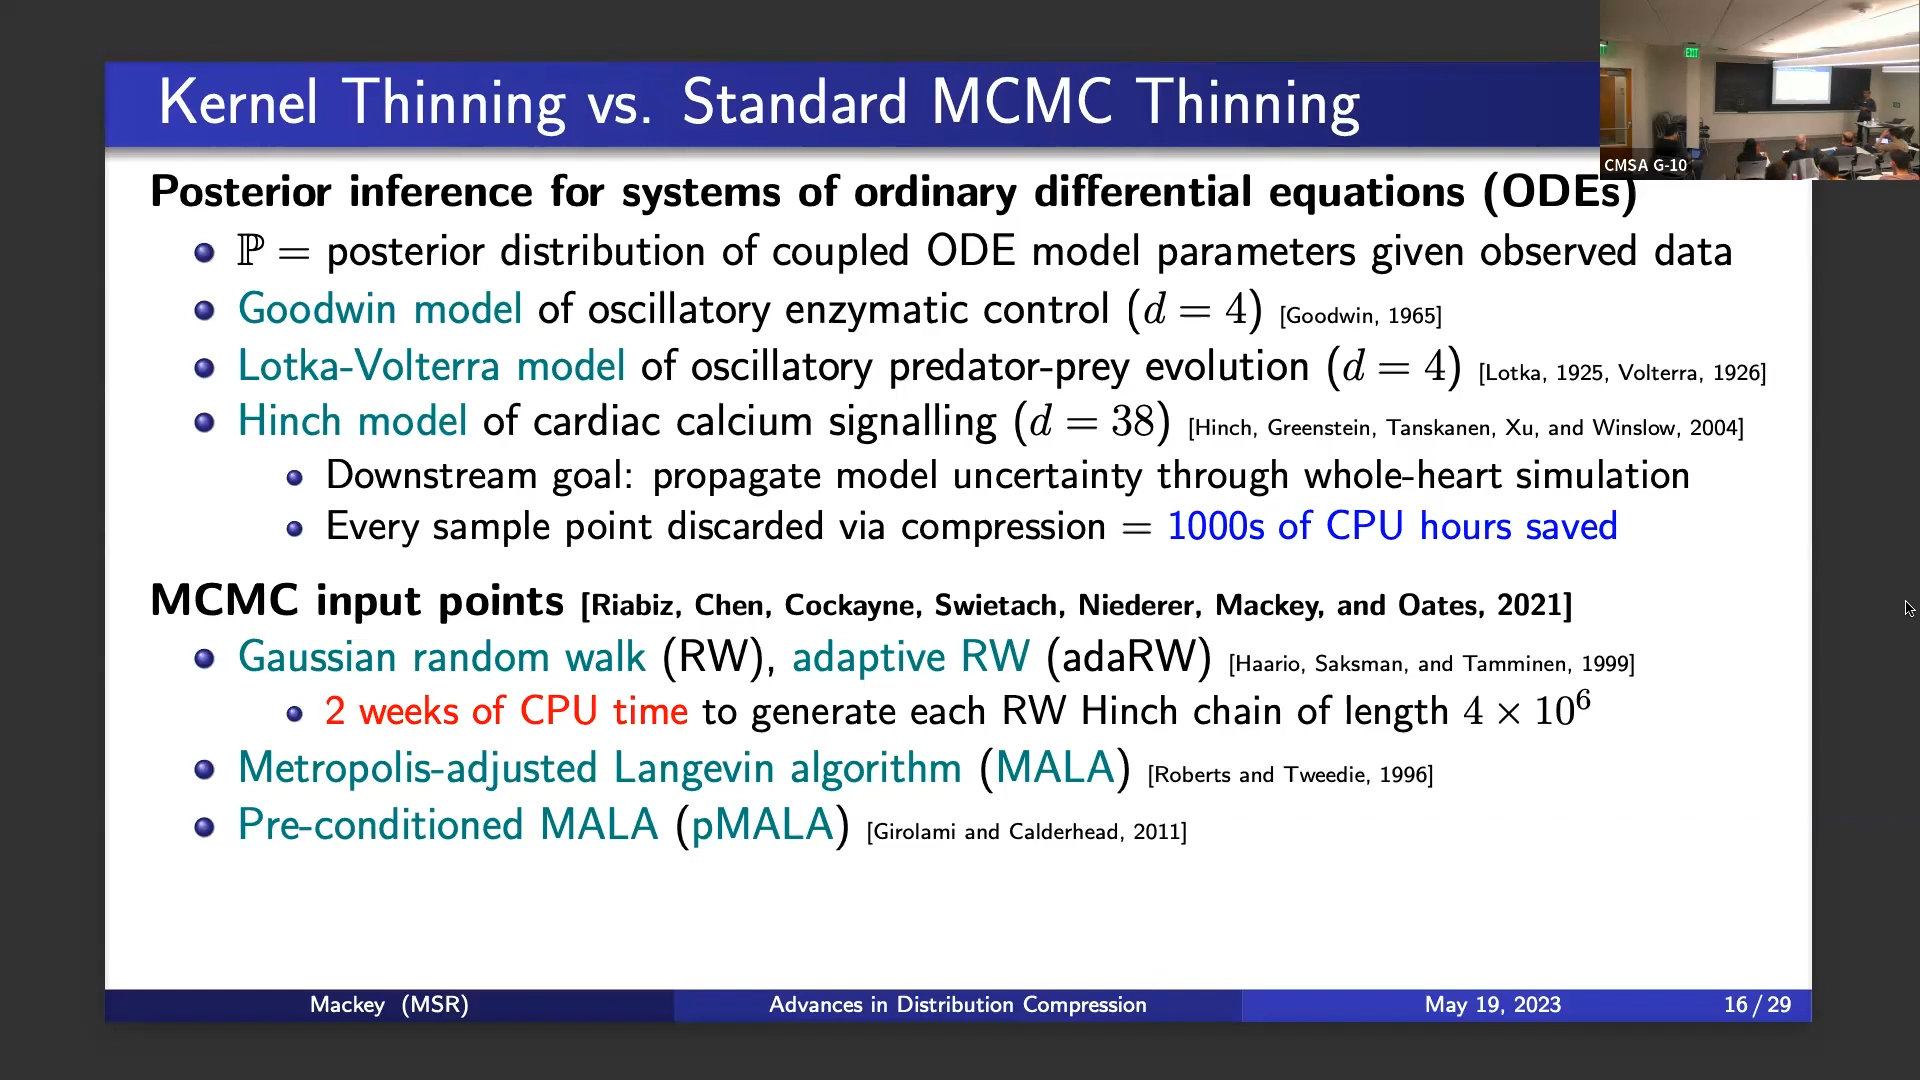 Kernel Thinning vs. Standard MCMC Thinning
EXIT
CMSA G-10
Posterior inference for systems of ordinary differential equations (ODEs)
ℙ = posterior distribution of coupled ODE model parameters given observed data
Goodwin model of oscillatory enzymatic control (d = 4) [Goodwin, 1965]
Lotka-Volterra model of oscillatory predator-prey evolution (d = 4) [Lotka, 1925, Volterra, 1926]
Hinch model of cardiac calcium signalling (d = 38) [Hinch, Greenstein, Tanskanen, Xu, and Winslow, 2004]
Downstream goal: propagate model uncertainty through whole-heart simulation
Every sample point discarded via compression = 1000s of CPU hours saved
MCMC input points [Riabiz, Chen, Cockayne, Swietach, Niederer, Mackey, and Oates, 2021]
Gaussian random walk (RW), adaptive RW (adaRW) [Haario, Saksman, and Tamminen, 1999]
2 weeks of CPU time to generate each RW Hinch chain of length 4 × 10⁶
Metropolis-adjusted Langevin algorithm (MALA) [Roberts and Tweedie, 1996]
Pre-conditioned MALA (pMALA) [Girolami and Calderhead, 2011]
Mackey (MSR) Advances in Distribution Compression May 19, 2023 16 / 29